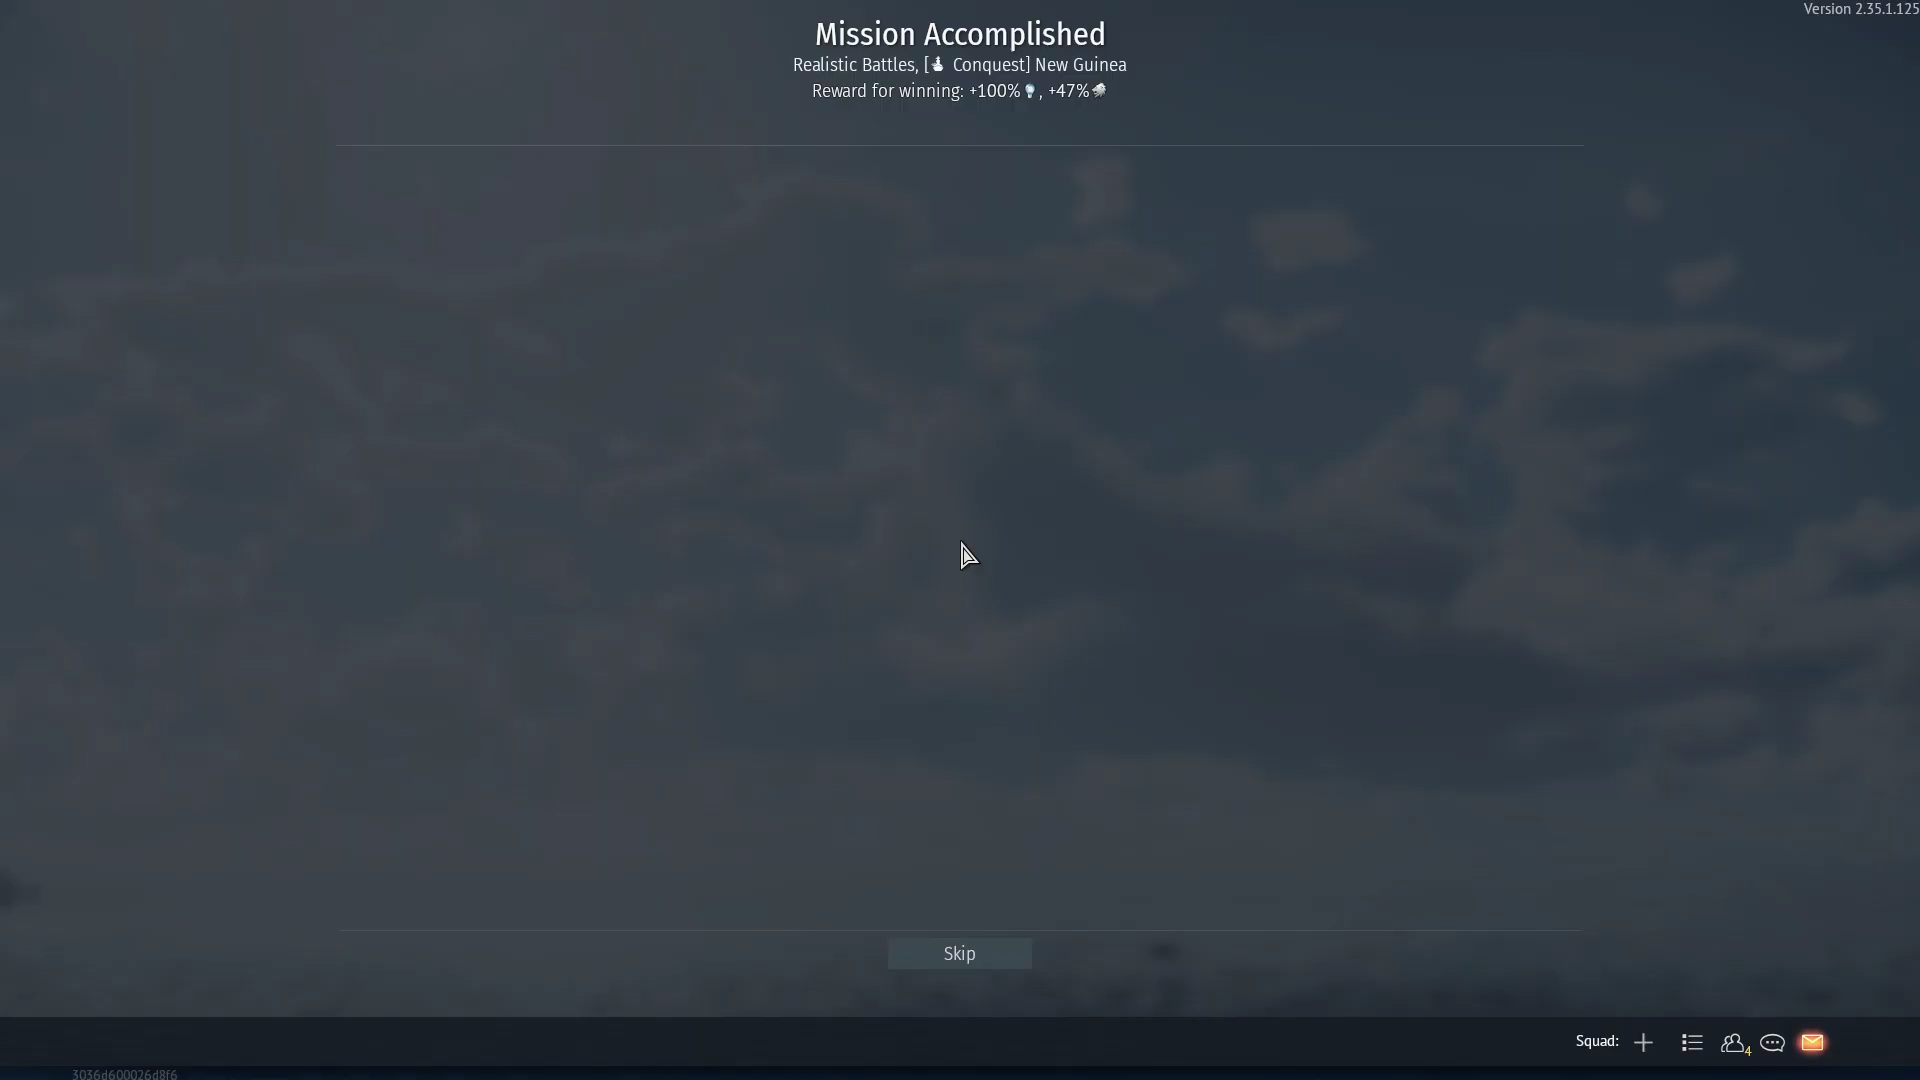 Version 2.35.1.125
Mission Accomplished
Realistic Battles, [ Conquest] New Guinea
Reward for winning: +100%, +47%
Skip
Squad:
4
3036d600026d8f6